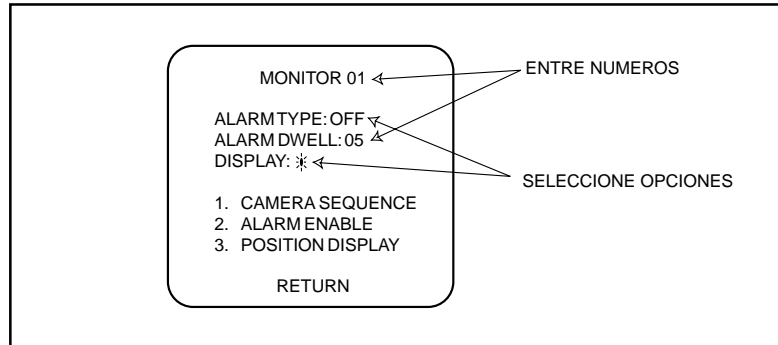 MONITOR 01
ENTRE NUMEROS
ALARM TYPE: OFF
ALARM DWELL: 05
DISPLAY:
SELECCIONE OPCIONES
1. CAMERA SEQUENCE
2. ALARM ENABLE
3. POSITION DISPLAY
RETURN